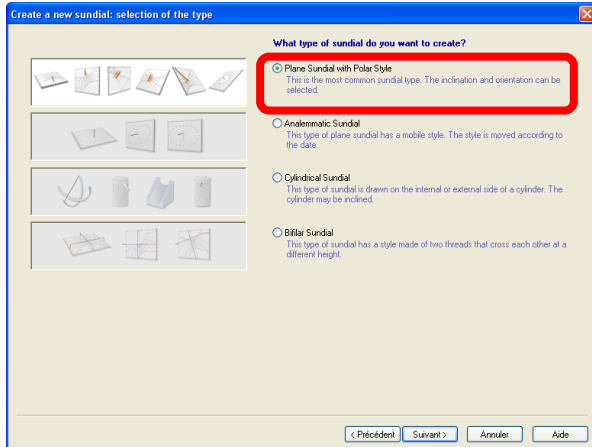 Create a new sundial: selection of the type
What type of sundial do you want to create?
Plane Sundial with Polar Style
This is the most common sundial type. The inclination and orientation can be
selected.
Analemmatic Sundial
This type of plane sundial has a mobile style. The style is moved according to
the date.
Cylindrical Sundial
This type of sundial is drawn on the internal or external side of a cylinder. The
cylinder may be inclined.
Bifilar Sundial
This type of sundial has a style made of two threads that cross each other at a
different height.
< Précédent Suivant > Annuler Aide